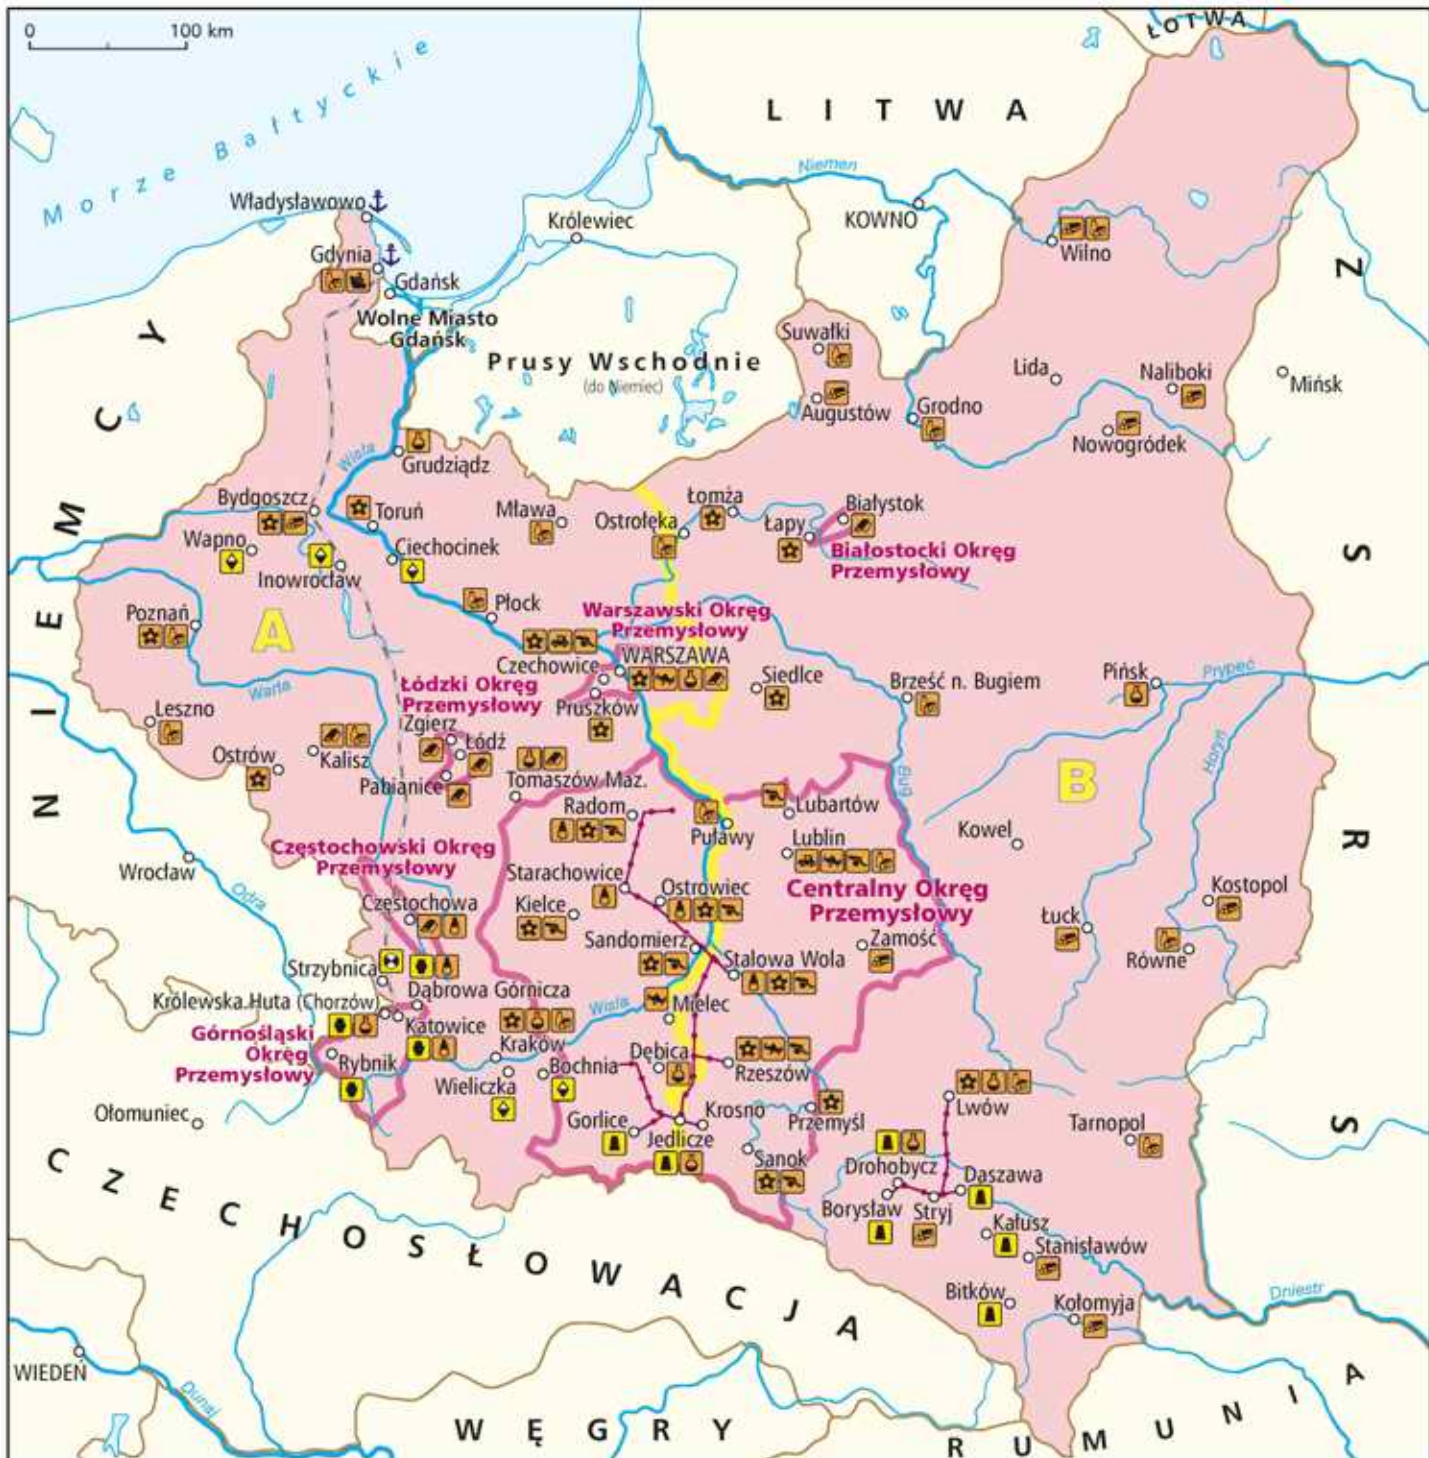 0 100 km
Morze Bałtyckie
ŁOTWA
LITWA
Niemen
Władysławowo
Królewiec
KOWNO
Wilno
Gdynia
Gdańsk
Wolne Miasto
Gdańsk
Prusy Wschodnie
(do Niemiec)
Suwałki
Augustów
Grodno
Lida
Naliboki
Mińsk
Nowogródek
NIEMCY
ZSRS
Wisła
Grudziądz
Bydgoszcz
Toruń
Mława
Ostrołęka
Łomża
Łapy
Białystok
Białostocki Okręg
Przemysłowy
Wapno
Inowrocław
Ciechocinek
Płock
Poznań
A
Warta
Warszawski Okręg
Przemysłowy
Czechowice
WARSZAWA
Siedlce
Brześć n. Bugiem
Pińsk
Prypeć
Łódzki Okręg
Przemysłowy
Leszno
Zgierz
Łódź
Pruszków
Ostrów
Kalisz
Pabianice
Tomaszów Maz.
Bug
B
Horyń
Radom
Puławy
Lubartów
Lublin
Kowel
Częstochowski Okręg
Przemysłowy
Wrocław
Odra
Starachowice
Ostrowiec
Centralny Okręg
Przemysłowy
Kostopol
Częstochowa
Kielce
Sandomierz
Stalowa Wola
Zamość
Łuck
Równe
Strzybnica
Dąbrowa Górnicza
Wisła
Mielec
Królewska Huta (Chorzów)
Katowice
Górnośląski
Okręg
Przemysłowy
Rybnik
Kraków
Wieliczka
Bochnia
Dębica
Rzeszów
Ołomuniec
Gorlice
Jedlicze
Krosno
Przemyśl
Lwów
Tarnopol
Sanok
Drohobycz
Daszawa
Borysław
Stryj
Kałusz
Stanisławów
Bitków
Kołomyja
Dniestr
CZECHOSŁOWACJA
WIEDEŃ
Dunaj
WĘGRY
RUMUNIA